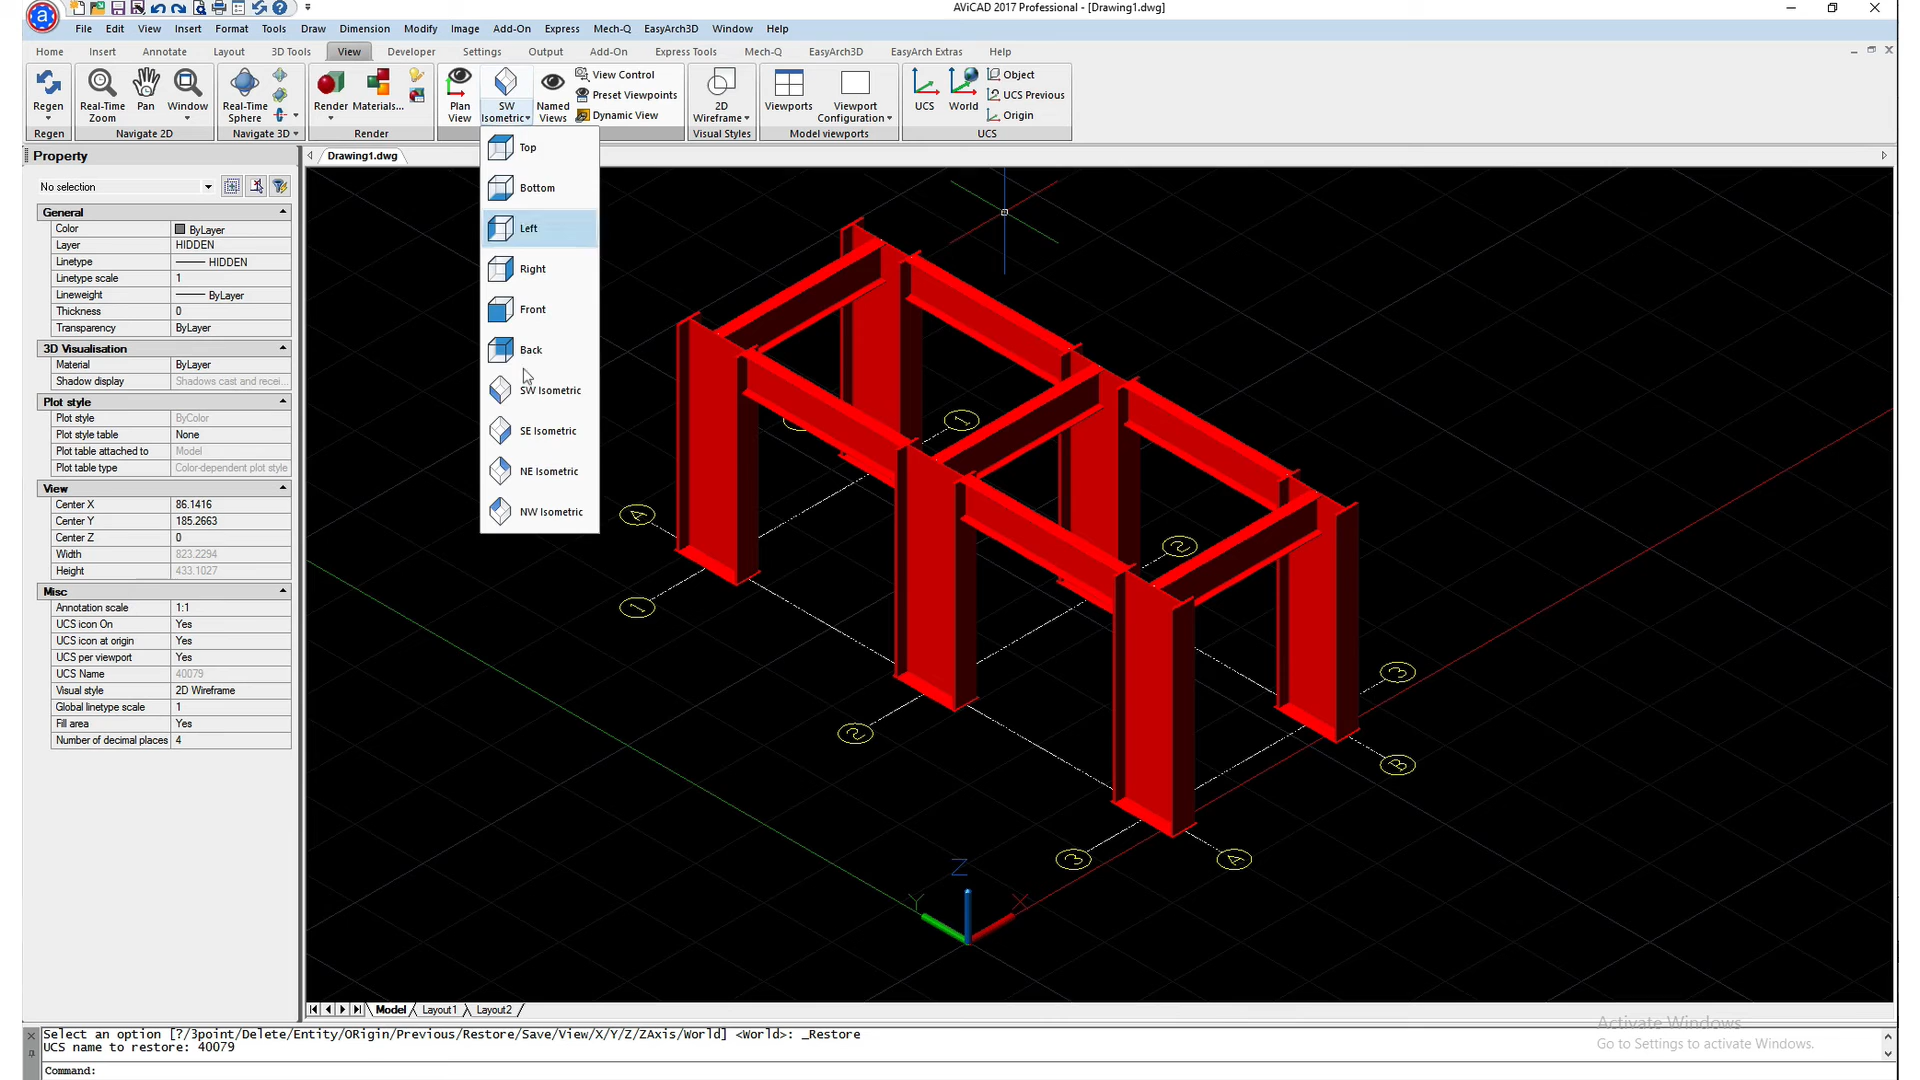 AViCAD 2017 Professional - [Drawing1.dwg]
File Edit View Insert Format Tools Draw Dimension Modify Image Add-On Express Mech-Q EasyArch3D Window Help
Home Insert Annotate Layout 3D Tools View Developer Settings Output Add-On Express Tools Mech-Q EasyArch3D EasyArch Extras Help
Regen
Real-Time Zoom
Pan
Window
Real-Time Sphere
Render
Materials...
Plan View
SW Isometric
Named Views
View Control
Preset Viewpoints
Dynamic View
2D Wireframe
Viewports
Viewport Configuration
UCS
World
Object
UCS Previous
Origin
Regen
Navigate 2D
Navigate 3D
Render
Visual Styles
Model viewports
UCS
Property
Drawing1.dwg
Top
Bottom
Left
Right
Front
Back
SW Isometric
SE Isometric
NE Isometric
NW Isometric
No selection
General
Color ByLayer
Layer HIDDEN
Linetype HIDDEN
Linetype scale 1
Lineweight ByLayer
Thickness 0
Transparency ByLayer
3D Visualisation
Material ByLayer
Shadow display Shadows cast and recei...
Plot style
Plot style ByColor
Plot style table None
Plot table attached to Model
Plot table type Color-dependent plot style
View
Center X 86.1416
Center Y 185.2663
Center Z 0
Width 823.2294
Height 433.1027
Misc
Annotation scale 1:1
UCS icon On Yes
UCS icon at origin Yes
UCS per viewport Yes
UCS Name 40079
Visual style 2D Wireframe
Global linetype scale 1
Fill area Yes
Number of decimal places 4
1
A
2
1
3
2
B
3
A
Z
Y
X
Model Layout1 Layout2
Select an option [?/3point/Delete/Entity/ORigin/Previous/Restore/Save/View/X/Y/Z/ZAxis/World] <World>: _Restore
UCS name to restore: 40079
Command:
Activate Windows
Go to Settings to activate Windows.